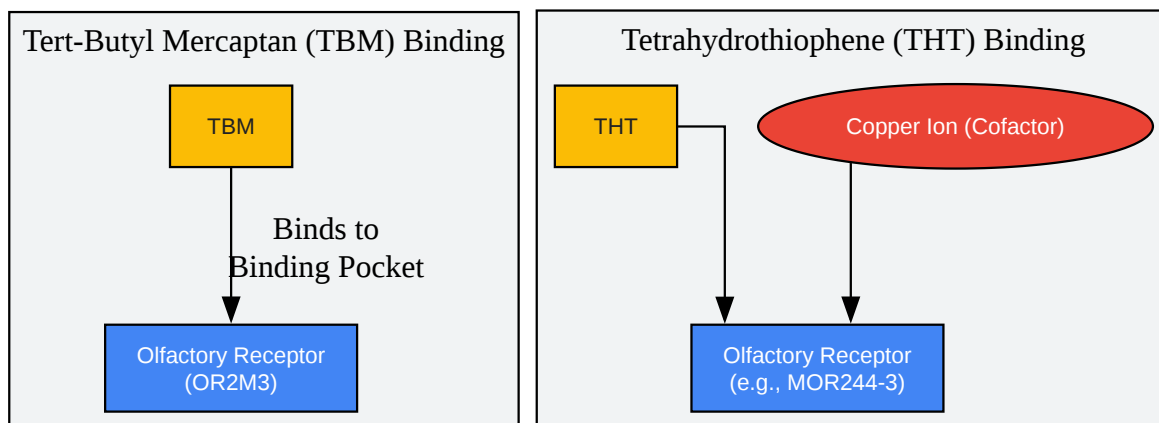 Tert-Butyl Mercaptan (TBM) Binding
TBM
Binds to
Binding Pocket
Olfactory Receptor
(OR2M3)
Tetrahydrothiophene (THT) Binding
THT
Copper Ion (Cofactor)
Olfactory Receptor
(e.g., MOR244-3)